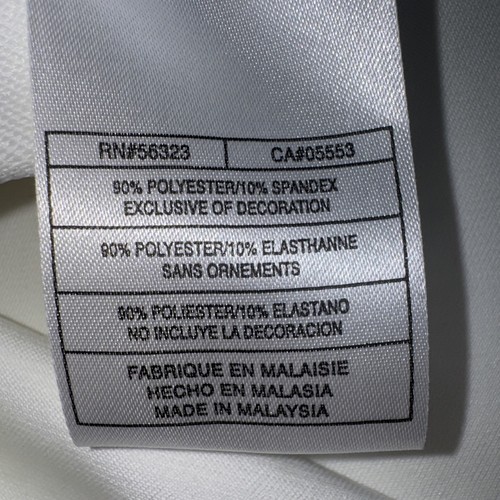 RN#56323 CA#05553
90% POLYESTER/10% SPANDEX
EXCLUSIVE OF DECORATION
90% POLYESTER/10% ELASTHANNE
SANS ORNEMENTS
90% POLIESTER/10% ELASTANO
NO INCLUYE LA DECORACION
FABRIQUE EN MALAISIE
HECHO EN MALASIA
MADE IN MALAYSIA